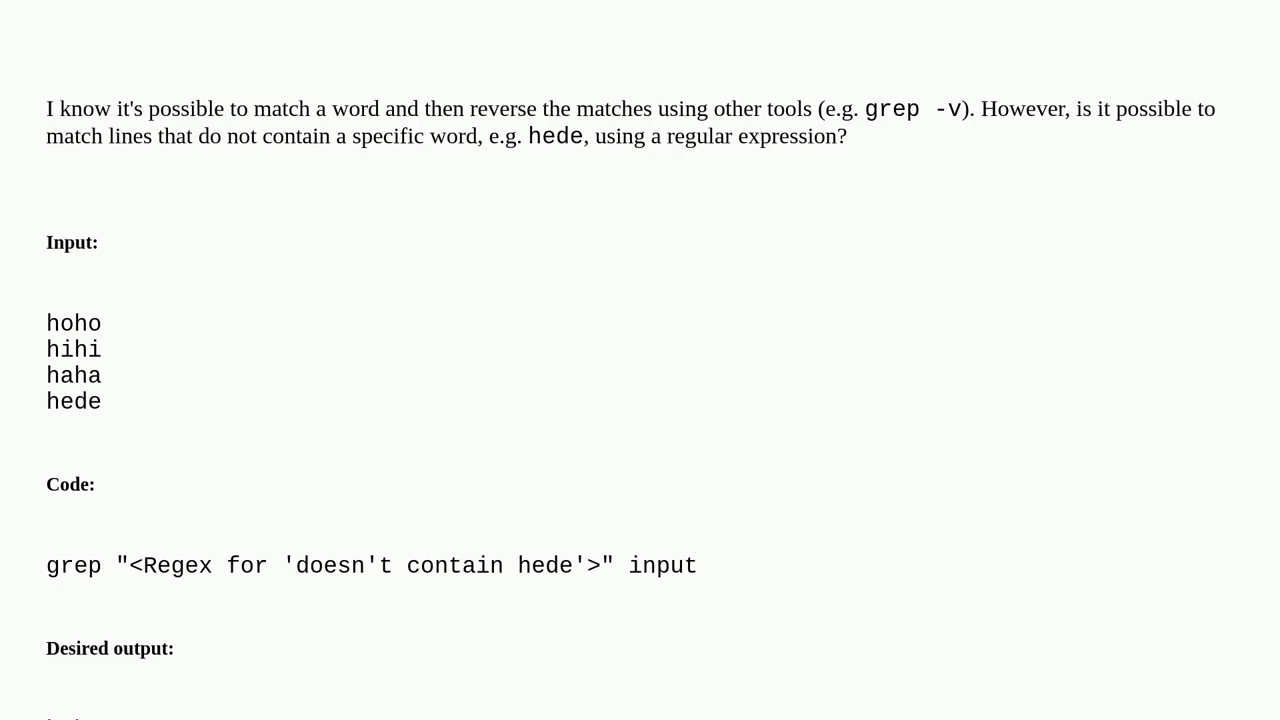 I know it's possible to match a word and then reverse the matches using other tools (e.g. grep -v). However, is it possible to
match lines that do not contain a specific word, e.g. hede, using a regular expression?
Input:
hoho
hihi
haha
hede
Code:
grep "<Regex for 'doesn't contain hede'>" input
Desired output: